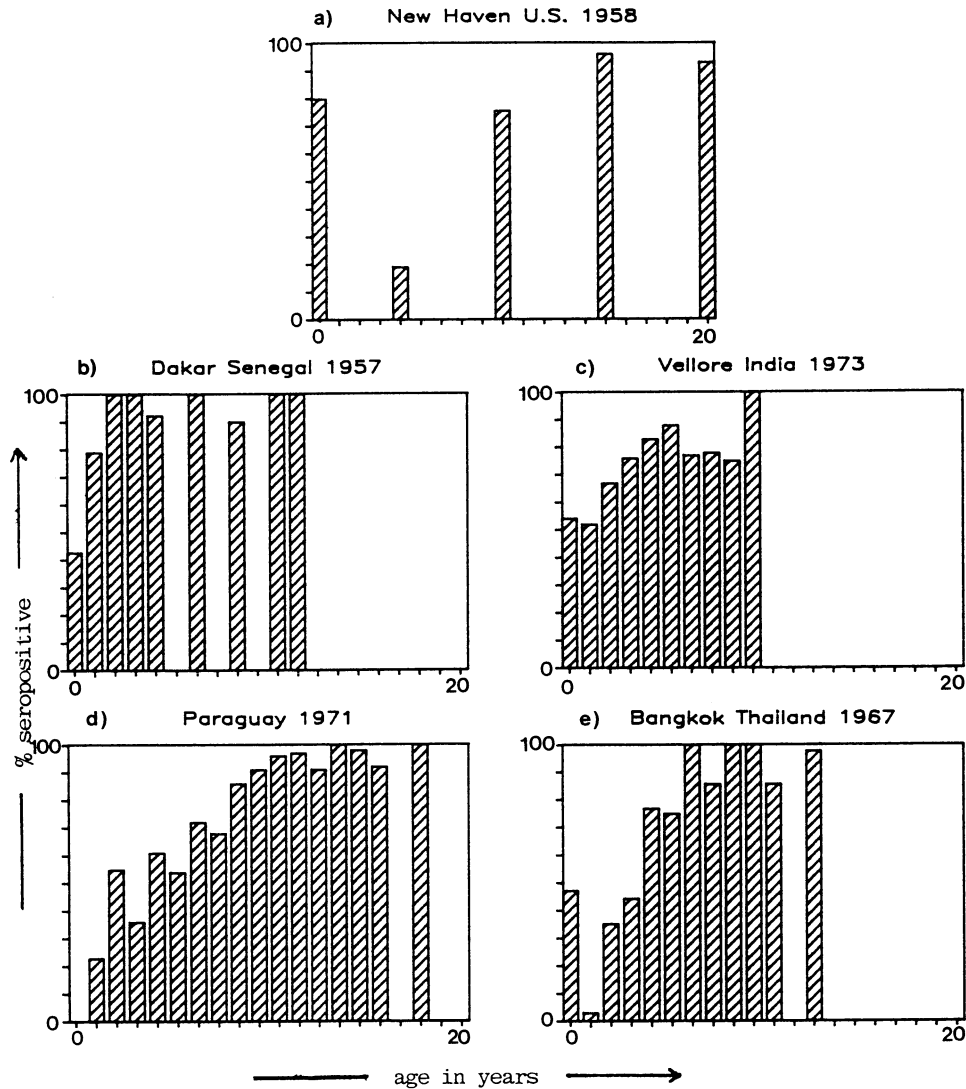 a) New Haven U.S. 1958
100
0
0 20
b) Dakar Senegal 1957
100
0
0 20
c) Vellore India 1973
100
0
0 20
d) Paraguay 1971
100
0
0 20
e) Bangkok Thailand 1967
100
0
0 20
% seropositive
age in years